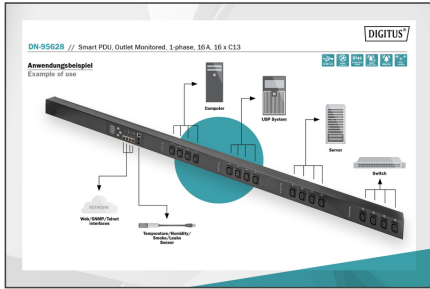 DIGITUS®
DN-95628 // Smart PDU, Outlet Monitored, 1-phase, 16 A, 16 x C13
Anwendungsbeispiel
Example of use
Computer
USP System
Server
Switch
NETWORK
Web/SNMP/Telnet
Interfaces
Temperature/Humidity/
Smoke/Leaks
Sensor